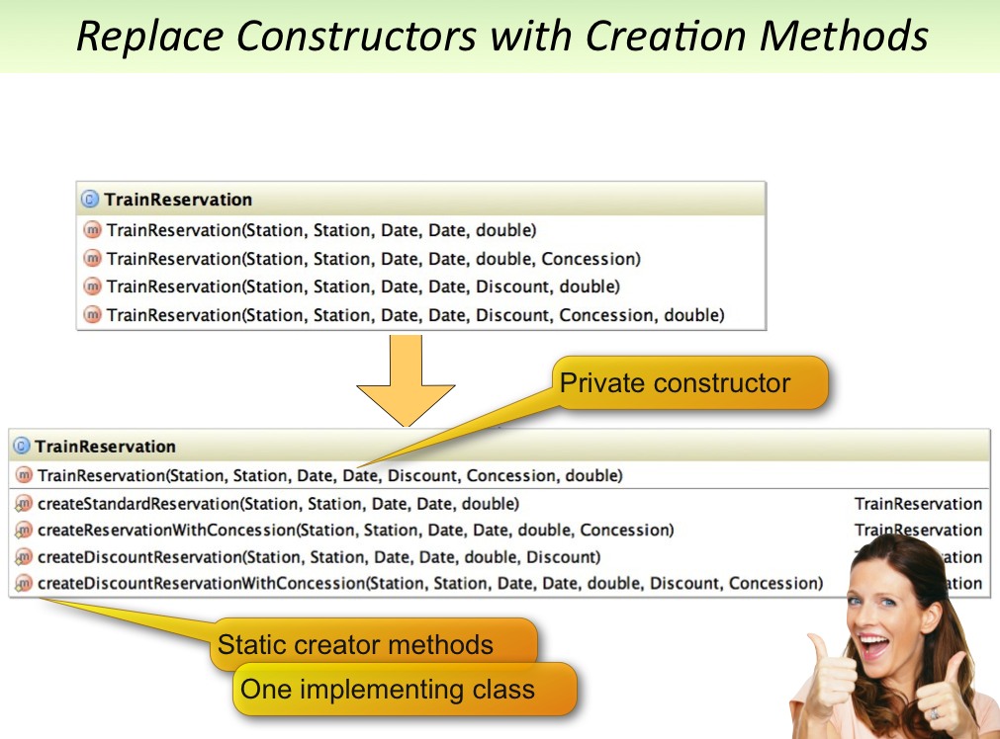 Replace Constructors with Creation Methods
C TrainReservation
m TrainReservation(Station, Station, Date, Date, double)
m TrainReservation(Station, Station, Date, Date, double, Concession)
m TrainReservation(Station, Station, Date, Date, Discount, double)
m TrainReservation(Station, Station, Date, Date, Discount, Concession, double)
Private constructor
C TrainReservation
m TrainReservation(Station, Station, Date, Date, Discount, Concession, double)
m createStandardReservation(Station, Station, Date, Date, double) TrainReservation
m createReservationWithConcession(Station, Station, Date, Date, double, Concession) TrainReservation
m createDiscountReservation(Station, Station, Date, Date, double, Discount)
m createDiscountReservationWithConcession(Station, Station, Date, Date, double, Discount, Concession)
Static creator methods
One implementing class